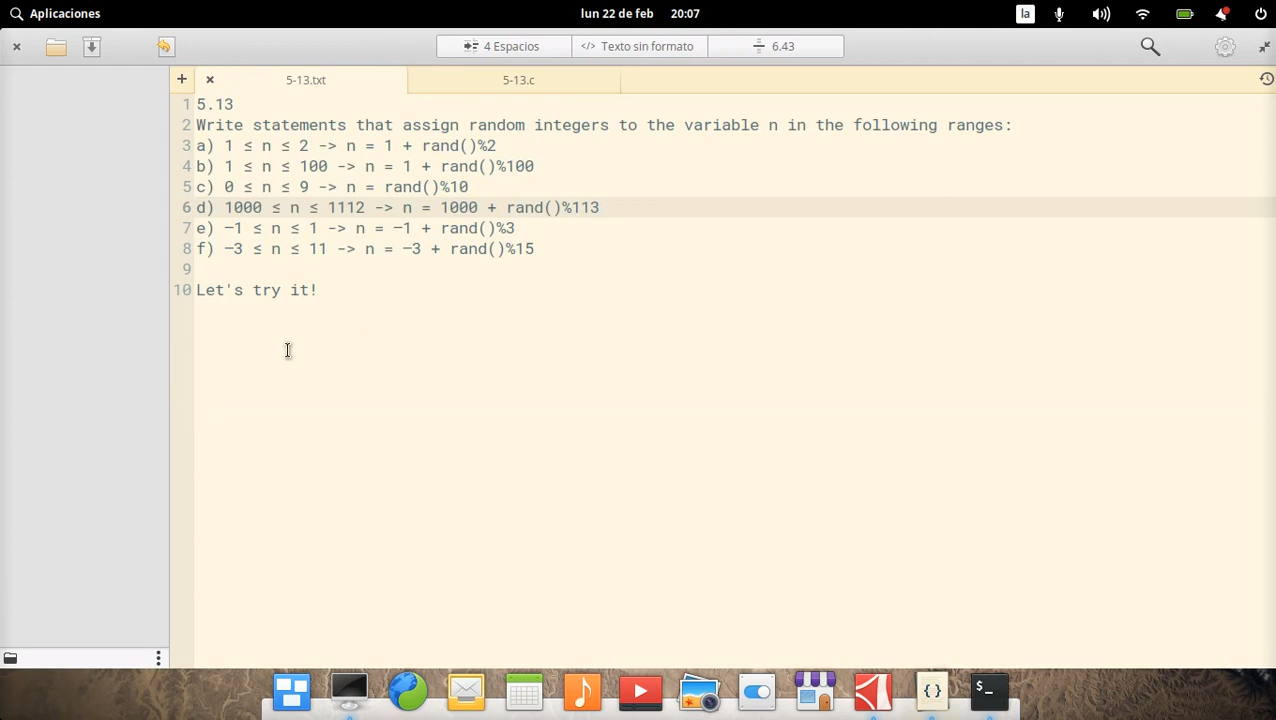 Aplicaciones
lun 22 de feb 20:07
la
4 Espacios
</> Texto sin formato
6.43
5-13.txt
5-13.c
1 5.13
2 Write statements that assign random integers to the variable n in the following ranges:
3 a) 1 ≤ n ≤ 2 -> n = 1 + rand()%2
4 b) 1 ≤ n ≤ 100 -> n = 1 + rand()%100
5 c) 0 ≤ n ≤ 9 -> n = rand()%10
6 d) 1000 ≤ n ≤ 1112 -> n = 1000 + rand()%113
7 e) –1 ≤ n ≤ 1 -> n = –1 + rand()%3
8 f) –3 ≤ n ≤ 11 -> n = –3 + rand()%15
9
10 Let's try it!
{}
$_